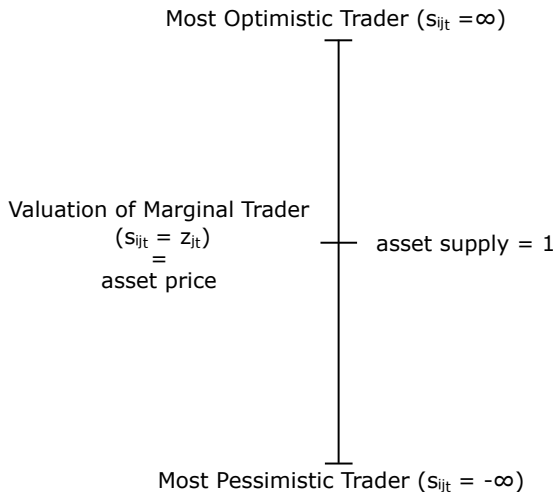 Most Optimistic Trader (sijt =∞)
Valuation of Marginal Trader
(sijt = zjt)
=
asset price
asset supply = 1
Most Pessimistic Trader (sijt = -∞)